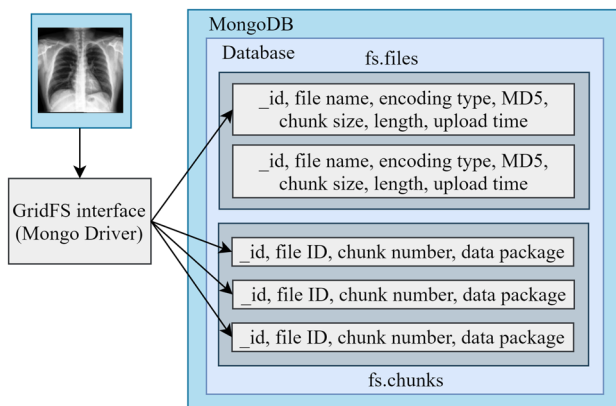 MongoDB
Database
fs.files
_id, file name, encoding type, MD5,
chunk size, length, upload time
_id, file name, encoding type, MD5,
chunk size, length, upload time
GridFS interface
(Mongo Driver)
_id, file ID, chunk number, data package
_id, file ID, chunk number, data package
_id, file ID, chunk number, data package
fs.chunks